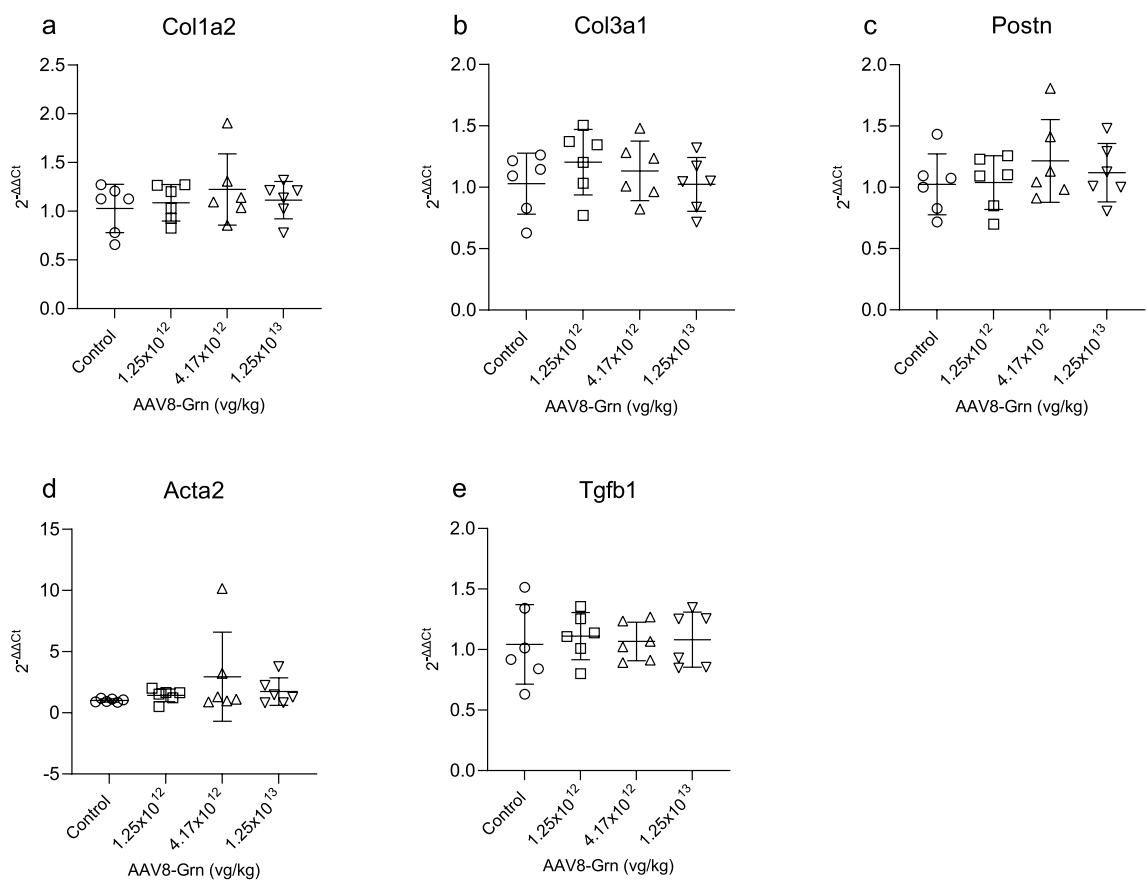 a Col1a2
2.5
2.0
1.5
1.0
0.5
0.0
2-ΔΔCt
Control
1.25x10^12
4.17x10^12
1.25x10^13
AAV8-Grn (vg/kg)
b Col3a1
2.0
1.5
1.0
0.5
0.0
2-ΔΔCt
Control
1.25x10^12
4.17x10^12
1.25x10^13
AAV8-Grn (vg/kg)
c Postn
2.0
1.5
1.0
0.5
0.0
2-ΔΔCt
Control
1.25x10^12
4.17x10^12
1.25x10^13
AAV8-Grn (vg/kg)
d Acta2
15
10
5
0
-5
2-ΔΔCt
Control
1.25x10^12
4.17x10^12
1.25x10^13
AAV8-Grn (vg/kg)
e Tgfb1
2.0
1.5
1.0
0.5
0.0
2-ΔΔCt
Control
1.25x10^12
4.17x10^12
1.25x10^13
AAV8-Grn (vg/kg)